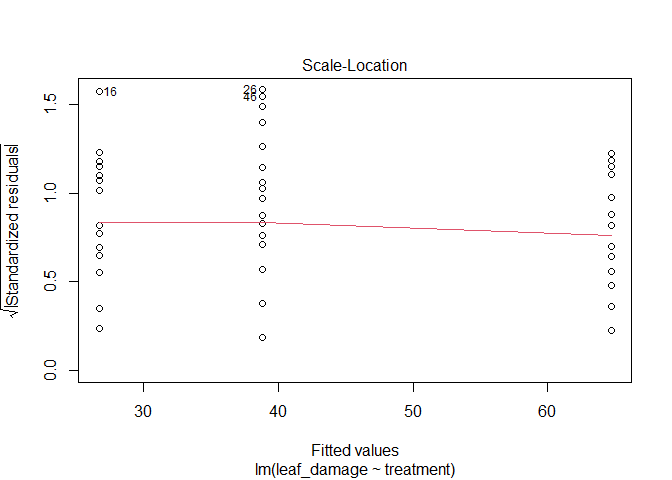 Scale-Location
√|Standardized residuals|
0.0 0.5 1.0 1.5
16
26
46
30 40 50 60
Fitted values
lm(leaf_damage ~ treatment)